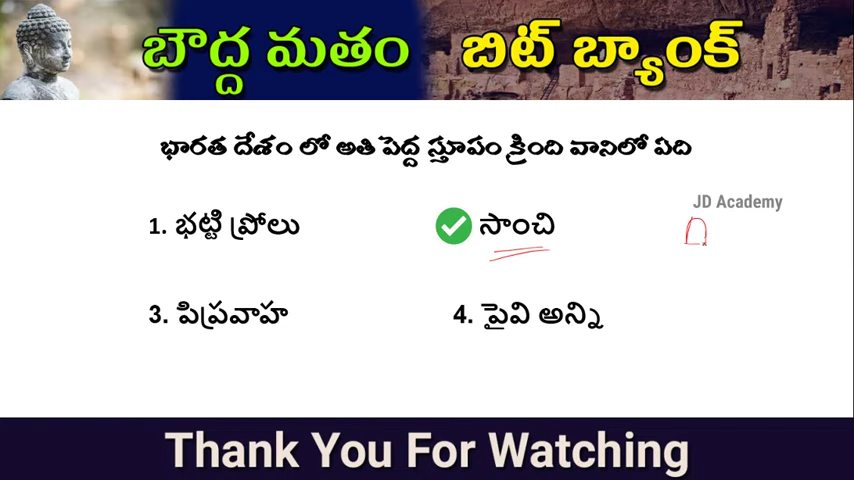 బౌద్ద మతం బిట్ బ్యాంక్
భారత దేశం లో అతి పెద్ద స్తూపం క్రింది వానిలో ఏది
JD Academy
1. భట్టి ప్రోలు సాంచి
3. పిప్రవాహ 4. పైవి అన్ని
Thank You For Watching